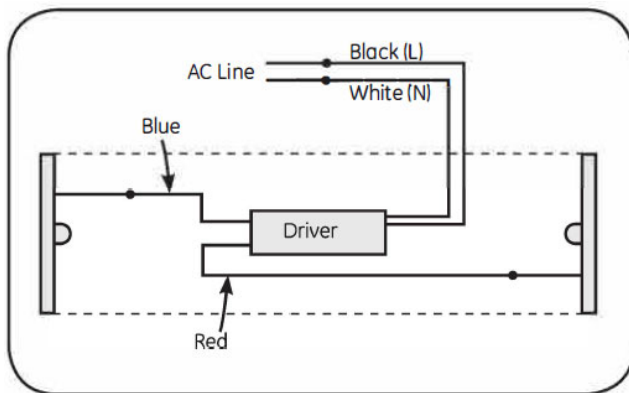 Black (L)
AC Line
White (N)
Blue
Driver
Red